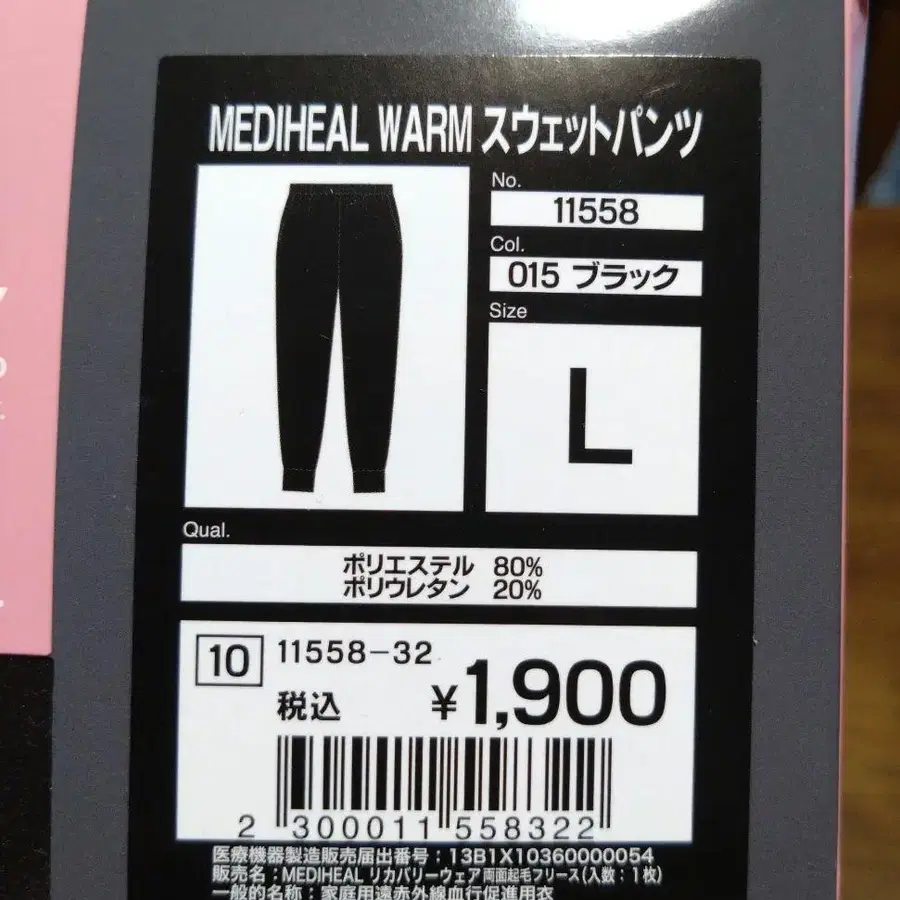 MEDIHEAL WARM スウェットパンツ
No.
11558
Col.
015 ブラック
Size
L
Qual.
ポリエステル 80%
ポリウレタン 20%
10 11558-32
税込 ¥1,900
2 300011 558322
医療機器製造販売届出番号：13B1X10360000054
販売名：MEDIHEAL リカバリーウェア 両面起毛フリース(入数：1枚)
一般的名称：家庭用遠赤外線血行促進用衣